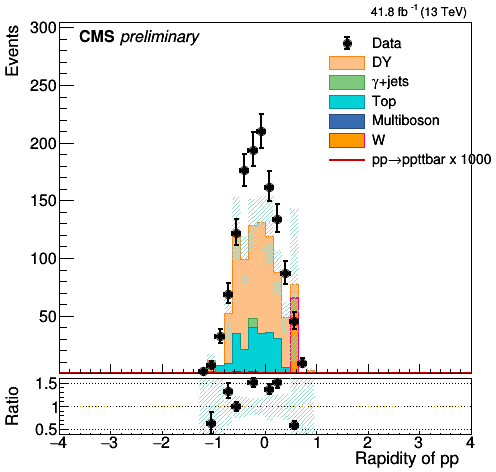 41.8 fb⁻¹ (13 TeV)
Events
CMS preliminary
Data
DY
γ+jets
Top
Multiboson
W
pp→ppttbar x 1000
300
250
200
150
100
50
Ratio
1.5
1
0.5
−4 −3 −2 −1 0 1 2 3 4
Rapidity of pp